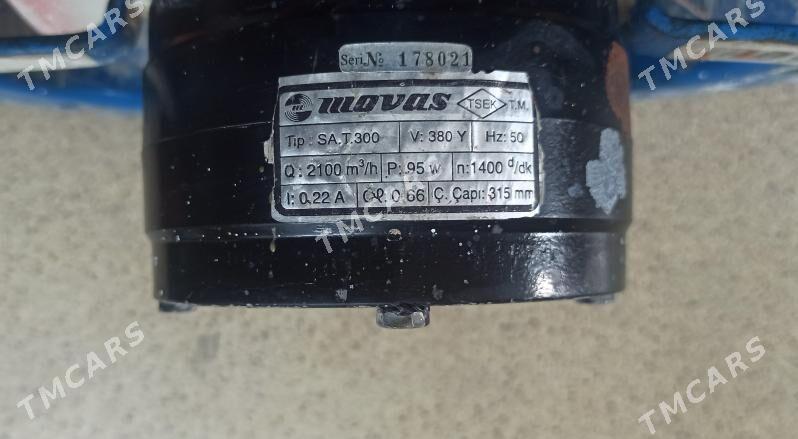 Seri.№ 178021
movas TSEK T.M.
Tip : SA.T.300 V: 380 Y Hz: 50
Q: 2100 m³/h P: 95 w n:1400 d/dk
I: 0,22 A Cφ: 0,66 Ç. Çapı: 315 mm
TMCARS
TMCARS
TMCARS
TMCARS
TMCARS